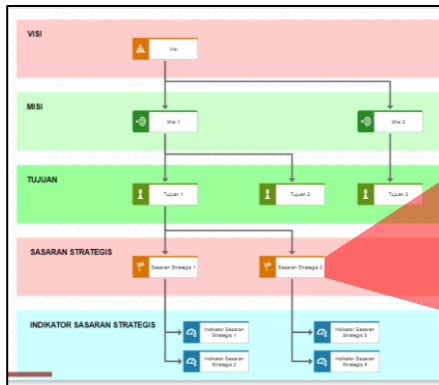 VISI
Visi
MISI
Misi 1
Misi 2
TUJUAN
Tujuan 1
Tujuan 2
Tujuan 3
SASARAN STRATEGIS
Sasaran Strategis 1
Sasaran Strategis 2
INDIKATOR SASARAN STRATEGIS
Indikator Sasaran
Strategis 1
Indikator Sasaran
Strategis 3
Indikator Sasaran
Strategis 2
Indikator Sasaran
Strategis 4